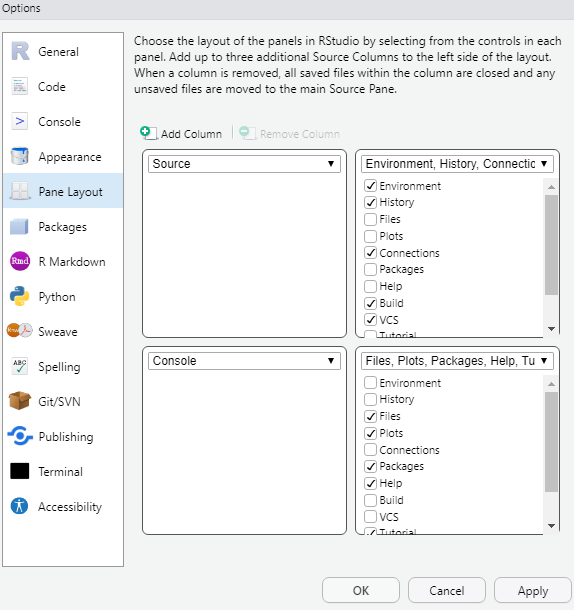 Options
General
Code
Console
Appearance
Pane Layout
Packages
Rmd R Markdown
Python
Sweave
ABC Spelling
Git/SVN
Publishing
Terminal
Accessibility
Choose the layout of the panels in RStudio by selecting from the controls in each
panel. Add up to three additional Source Columns to the left side of the layout.
When a column is removed, all saved files within the column are closed and any
unsaved files are moved to the main Source Pane.
Add Column
Remove Column
Source
Environment, History, Connectic
Environment
History
Files
Plots
Connections
Packages
Help
Build
VCS
Tutorial
Console
Files, Plots, Packages, Help, Tu
Environment
History
Files
Plots
Connections
Packages
Help
Build
VCS
Tutorial
OK
Cancel
Apply